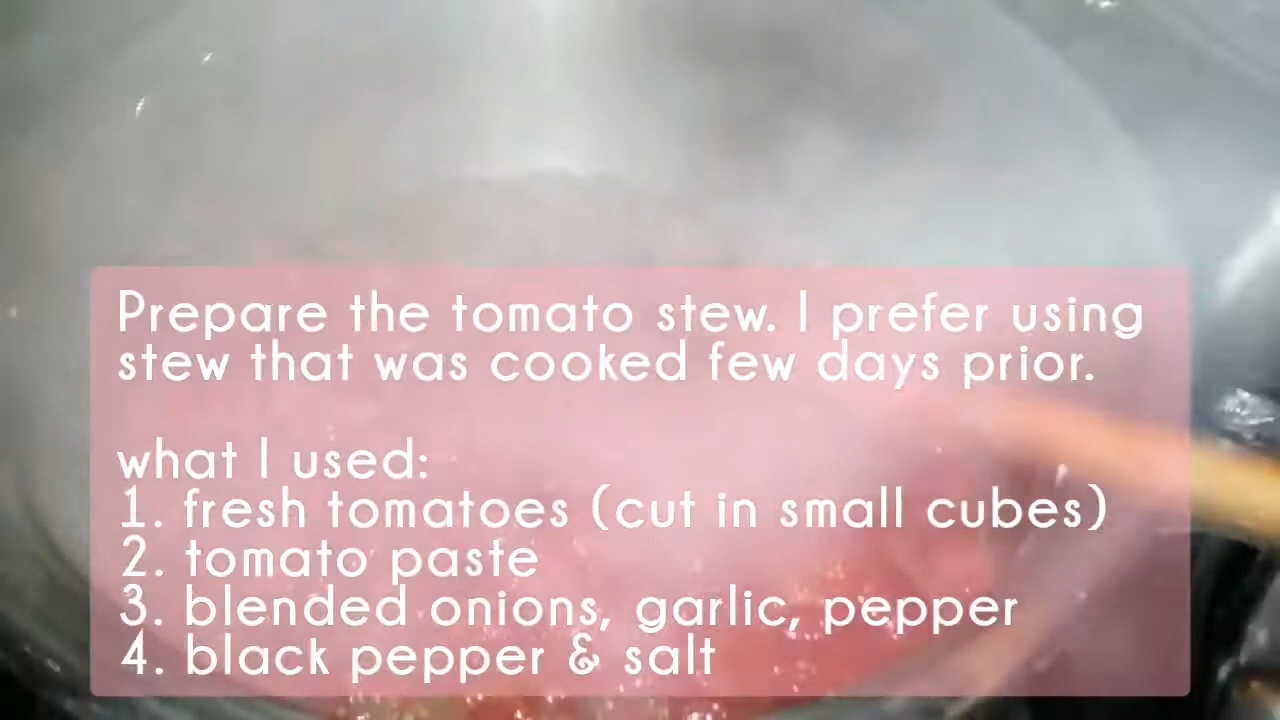 Prepare the tomato stew. I prefer using
stew that was cooked few days prior.
what I used:
1. fresh tomatoes (cut in small cubes)
2. tomato paste
3. blended onions, garlic, pepper
4. black pepper & salt